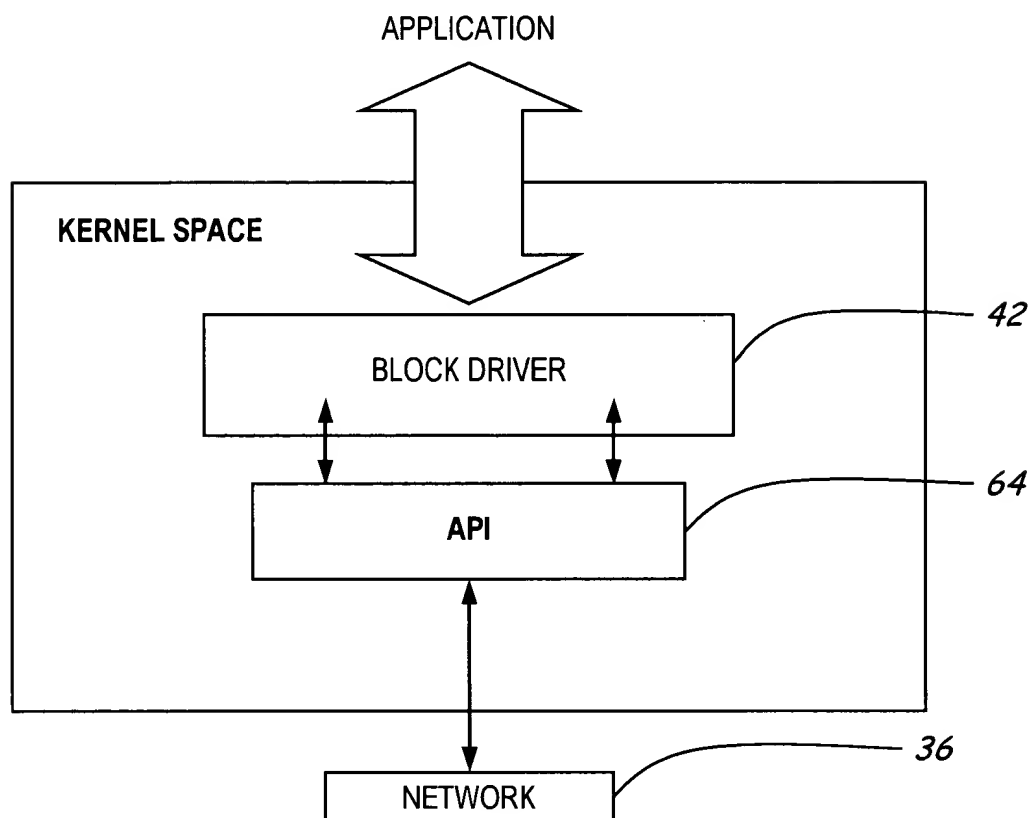 APPLICATION
KERNEL SPACE
42
BLOCK DRIVER
64
API
36
NETWORK